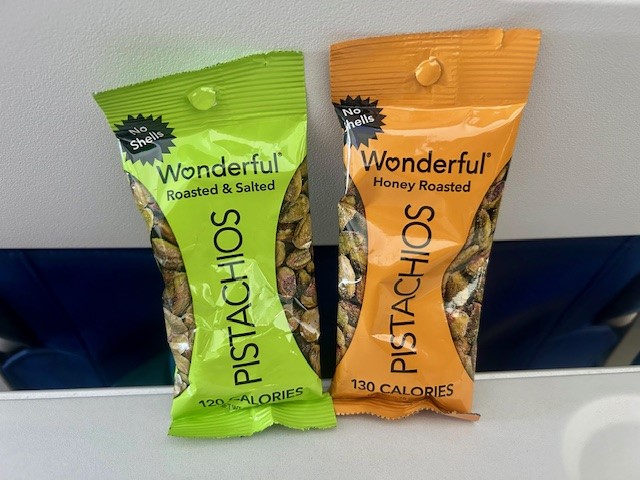 No
Shells
Wonderful®
Roasted & Salted
PISTACHIOS
120 CALORIES
No
Shells
Wonderful®
Honey Roasted
PISTACHIOS
130 CALORIES